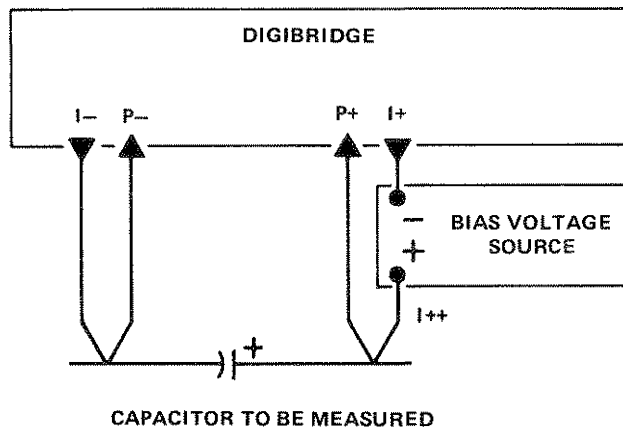 DIGIBRIDGE
I– P– P+ I+
–
BIAS VOLTAGE
SOURCE
+
I++
+
CAPACITOR TO BE MEASURED